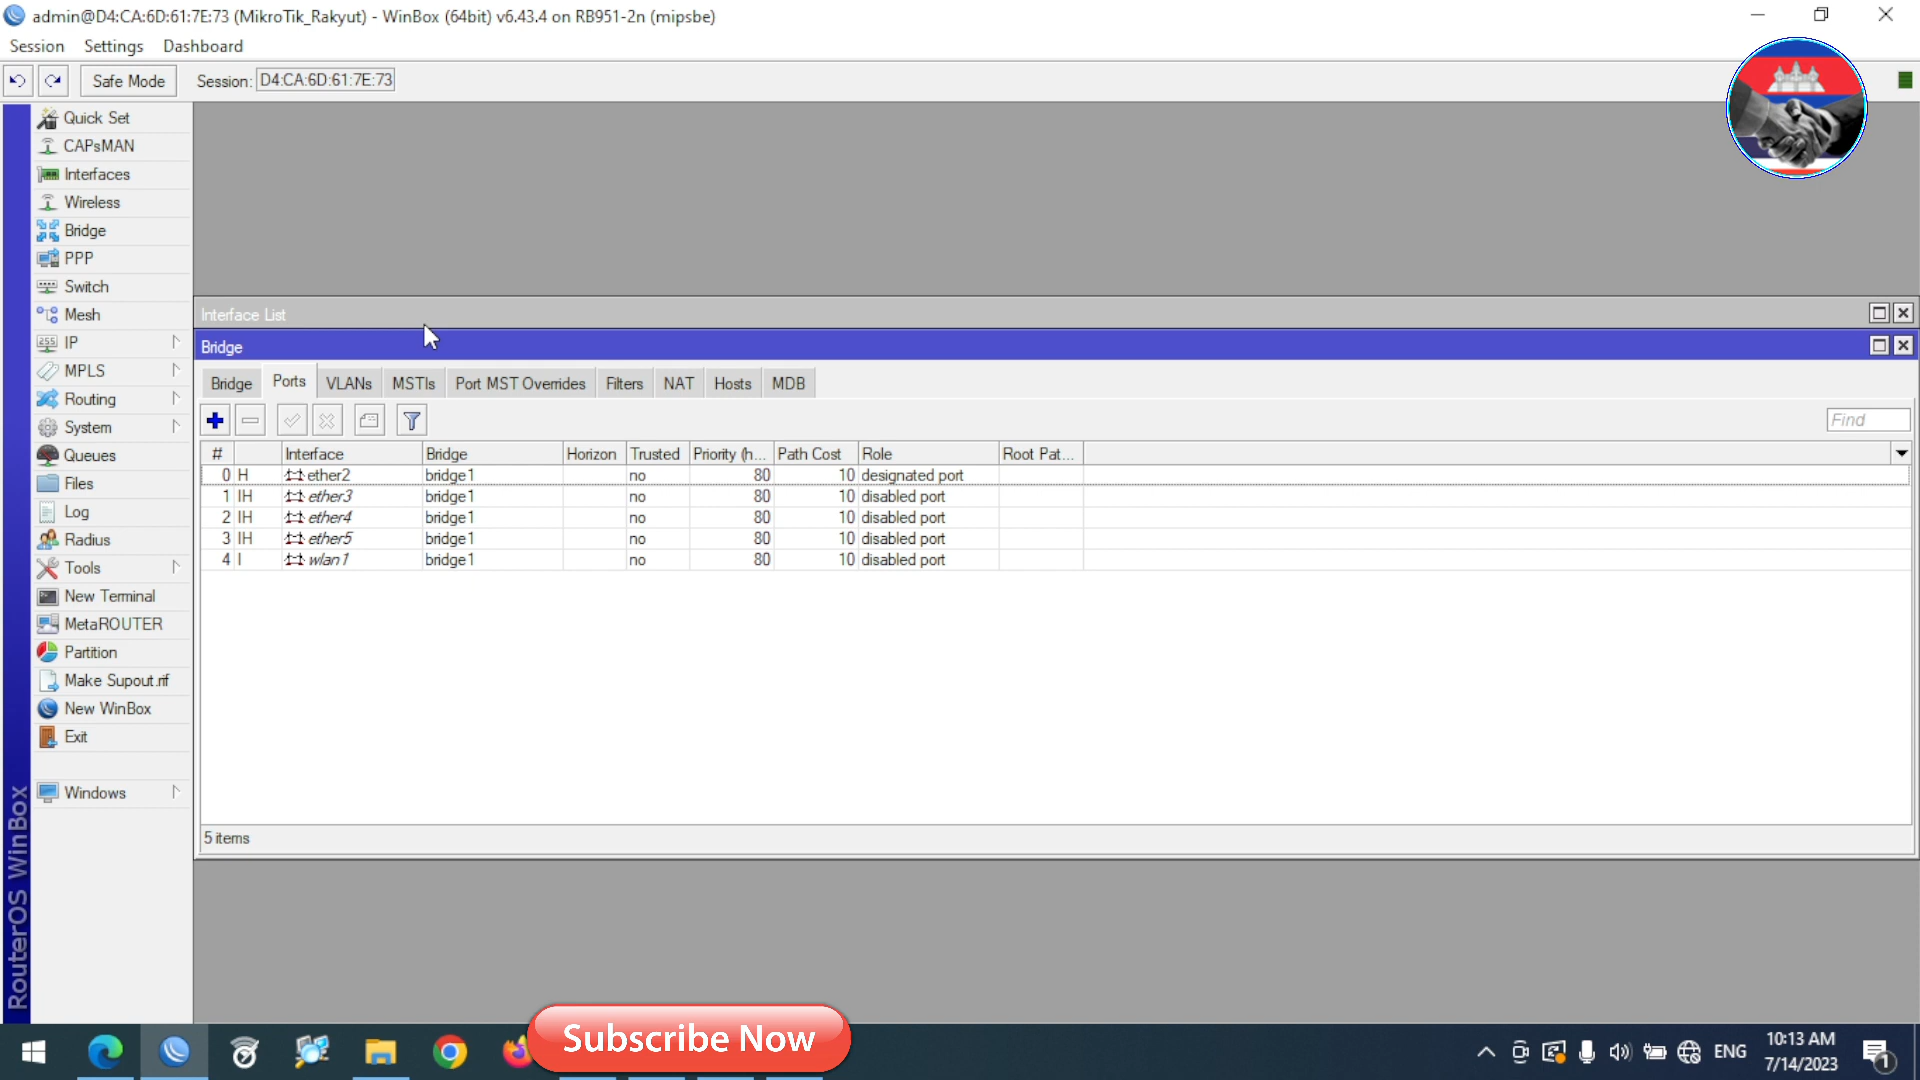 admin@D4:CA:6D:61:7E:73 (MikroTik_Rakyut) - WinBox (64bit) v6.43.4 on RB951-2n (mipsbe)
Session Settings Dashboard
Safe Mode Session: D4:CA:6D:61:7E:73
Quick Set
CAPsMAN
Interfaces
Wireless
Bridge
PPP
Switch
Mesh
IP
MPLS
Routing
System
Queues
Files
Log
Radius
Tools
New Terminal
MetaROUTER
Partition
Make Supout.rif
New WinBox
Exit
Windows
RouterOS WinBox
Interface List
Bridge
Bridge Ports VLANs MSTIs Port MST Overrides Filters NAT Hosts MDB
Find
# Interface Bridge Horizon Trusted Priority (h... Path Cost Role Root Pat...
0 H ether2 bridge1 no 80 10 designated port
1 IH ether3 bridge1 no 80 10 disabled port
2 IH ether4 bridge1 no 80 10 disabled port
3 IH ether5 bridge1 no 80 10 disabled port
4 I wlan1 bridge1 no 80 10 disabled port
5 items
Subscribe Now
ENG
10:13 AM
7/14/2023
1